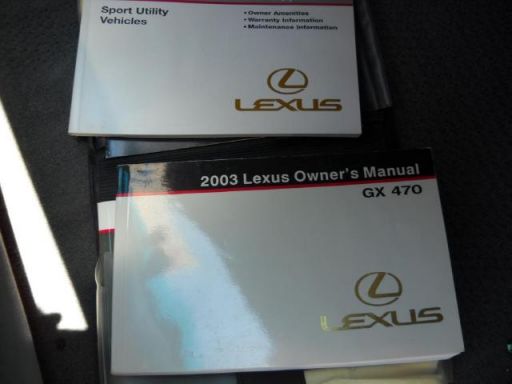 Sport Utility
Vehicles
• Owner Amenities
• Warranty Information
• Maintenance Information
LEXUS
2003 Lexus Owner's Manual
GX 470
LEXUS